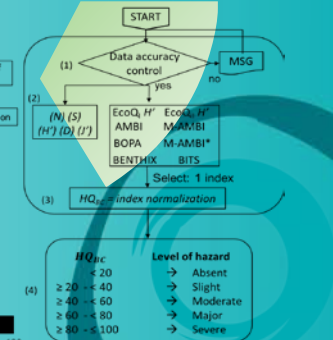 START
(1) Data accuracy control
MSG
no
yes
(2)
(N) (S)
(H') (D) (J')
EcoQ, H' EcoQ, H'
AMBI M-AMBI
BOPA M-AMBI*
BENTHIX BITS
Select: 1 index
(3) HQBC = index normalization
HQBC Level of hazard
< 20 → Absent
≥ 20 - < 40 → Slight
(4) ≥ 40 - < 60 → Moderate
≥ 60 - < 80 → Major
≥ 80 - ≤ 100 → Severe